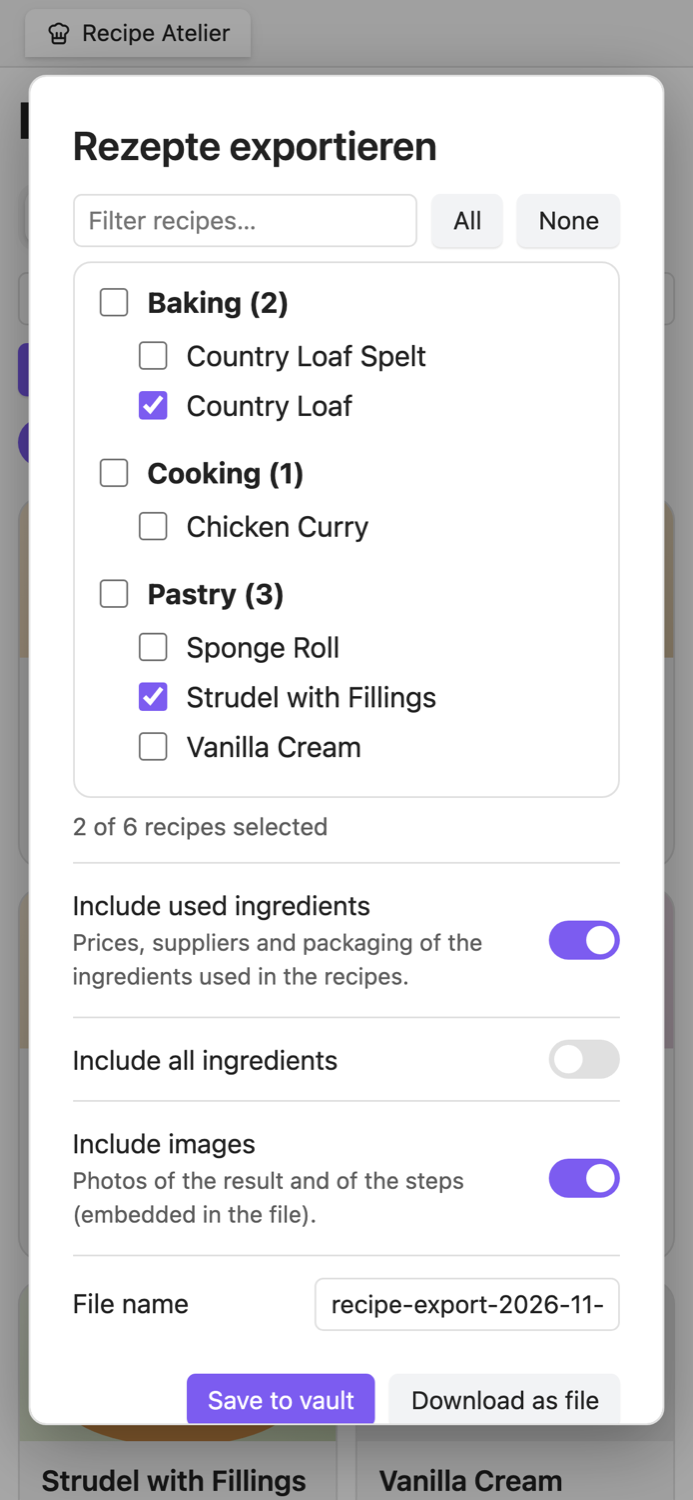 Recipe Atelier
Rezepte exportieren
Filter recipes...
All
None
Baking (2)
Country Loaf Spelt
Country Loaf
Cooking (1)
Chicken Curry
Pastry (3)
Sponge Roll
Strudel with Fillings
Vanilla Cream
2 of 6 recipes selected
Include used ingredients
Prices, suppliers and packaging of the
ingredients used in the recipes.
Include all ingredients
Include images
Photos of the result and of the steps
(embedded in the file).
File name
recipe-export-2026-11-
Save to vault
Download as file
Strudel with Fillings
Vanilla Cream